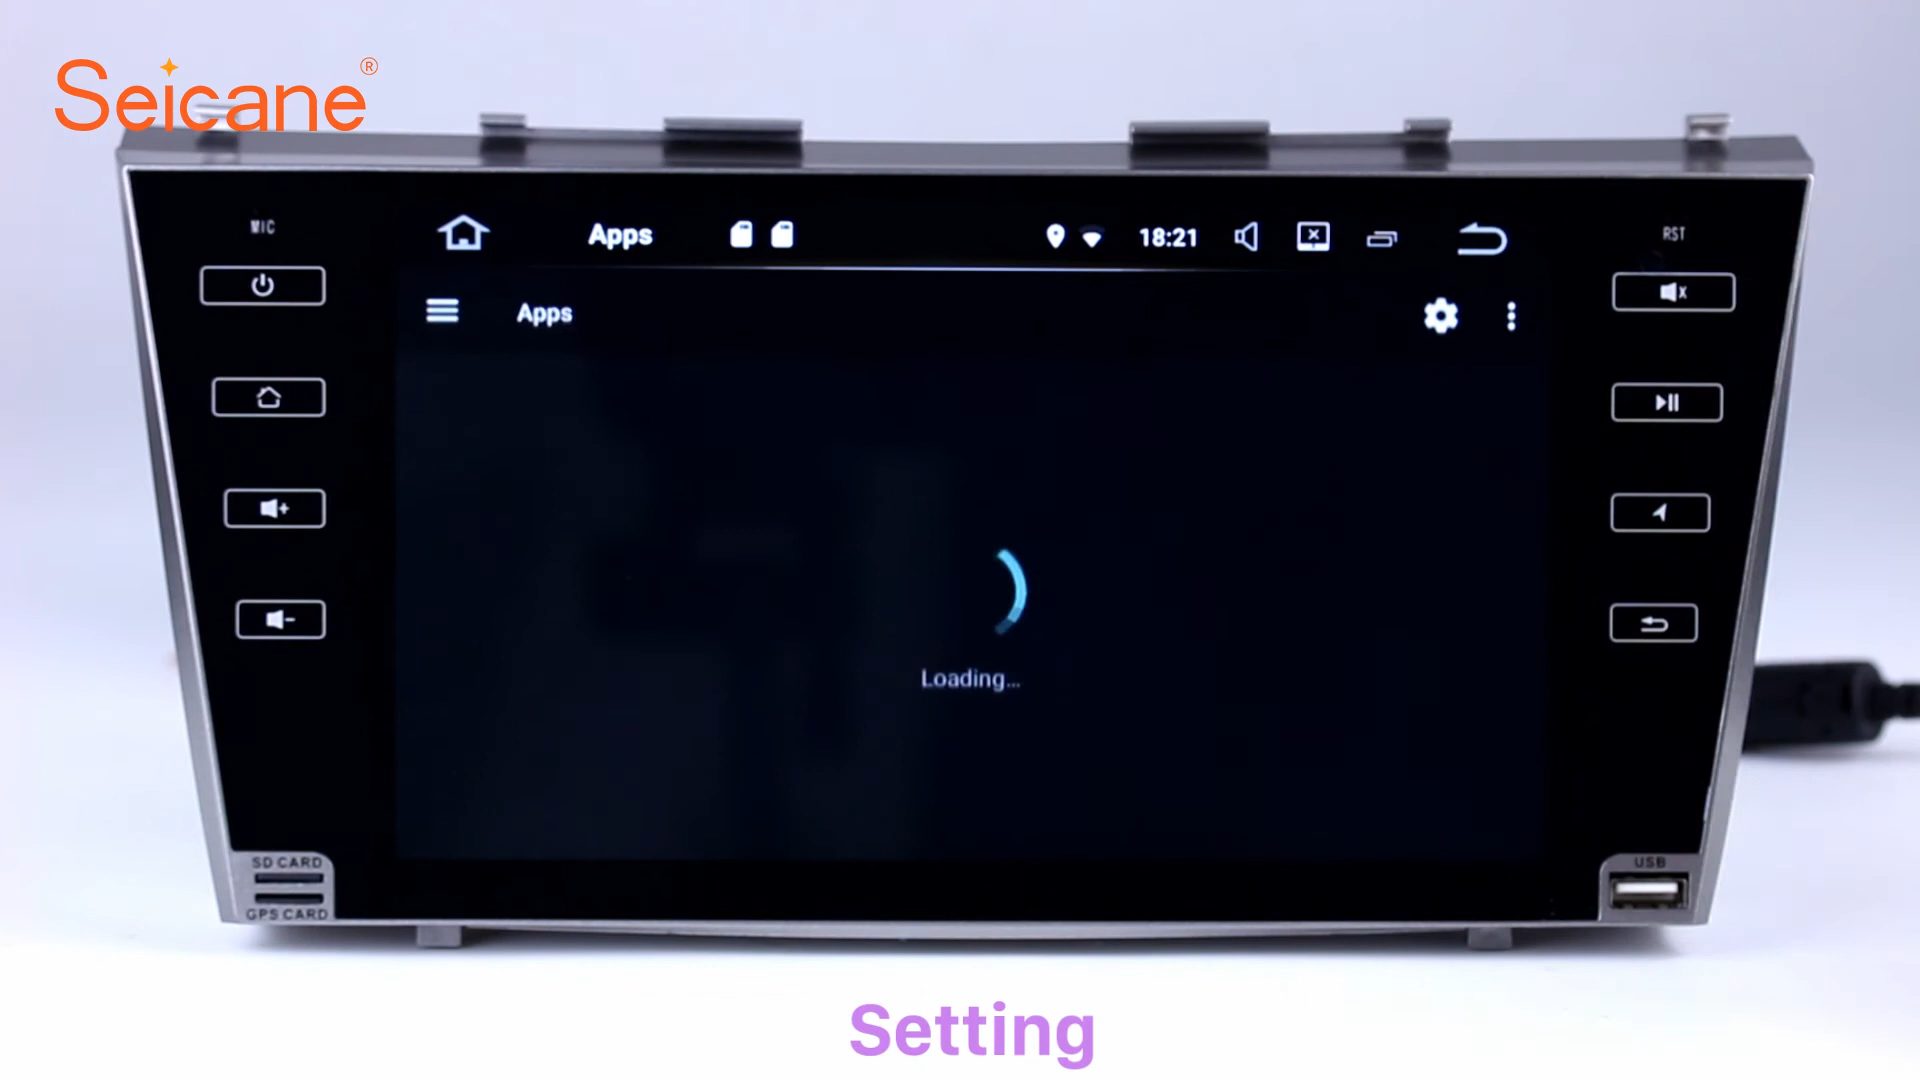 Seicane®
MIC
Apps
18:21
RST
Apps
Loading...
SD CARD
GPS CARD
USB
Setting